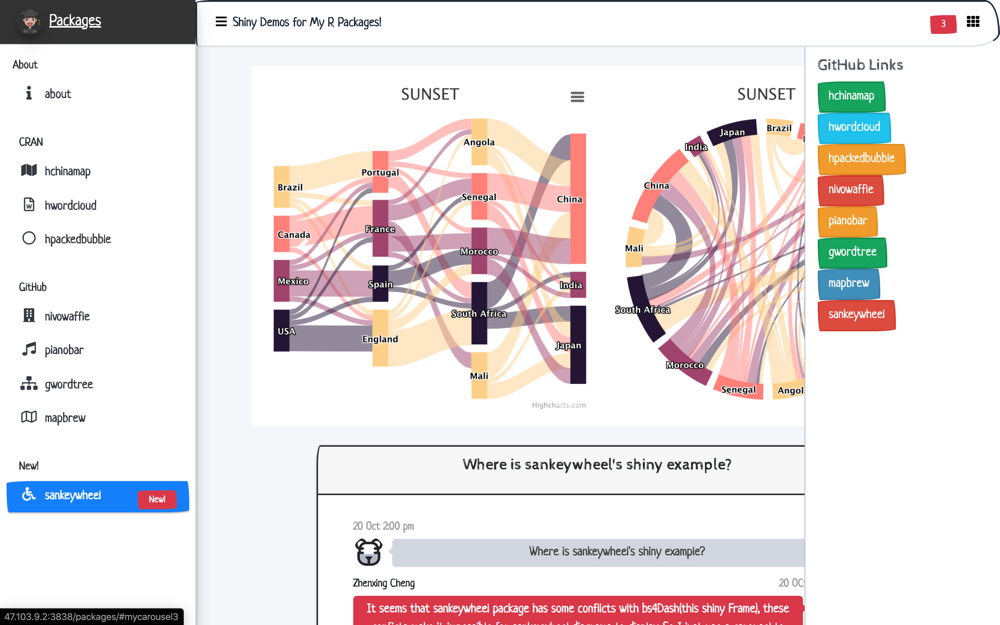 Packages
Shiny Demos for My R Packages!
3
About
about
CRAN
hchinamap
hwordcloud
hpackedbubble
GitHub
nivowaffle
pianobar
gwordtree
mapbrew
New!
sankeywheel
New!
47.103.9.2:3838/packages/#mycarousel3
SUNSET
Brazil
Canada
Mexico
USA
Portugal
France
Spain
England
Angola
Senegal
Morocco
South Africa
Mali
China
India
Japan
Highcharts.com
SUNSET
Japan
Brazil
India
China
Mali
South Africa
Morocco
Senegal
Angol
GitHub Links
hchinamap
hwordcloud
hpackedbubble
nivowaffle
pianobar
gwordtree
mapbrew
sankeywheel
Where is sankeywheel's shiny example?
20 Oct 2:00 pm
Where is sankeywheel's shiny example?
Zhenxing Cheng
20 Oc
It seems that sankeywheel package has some conflicts with bs4Dash(this shiny Frame), these